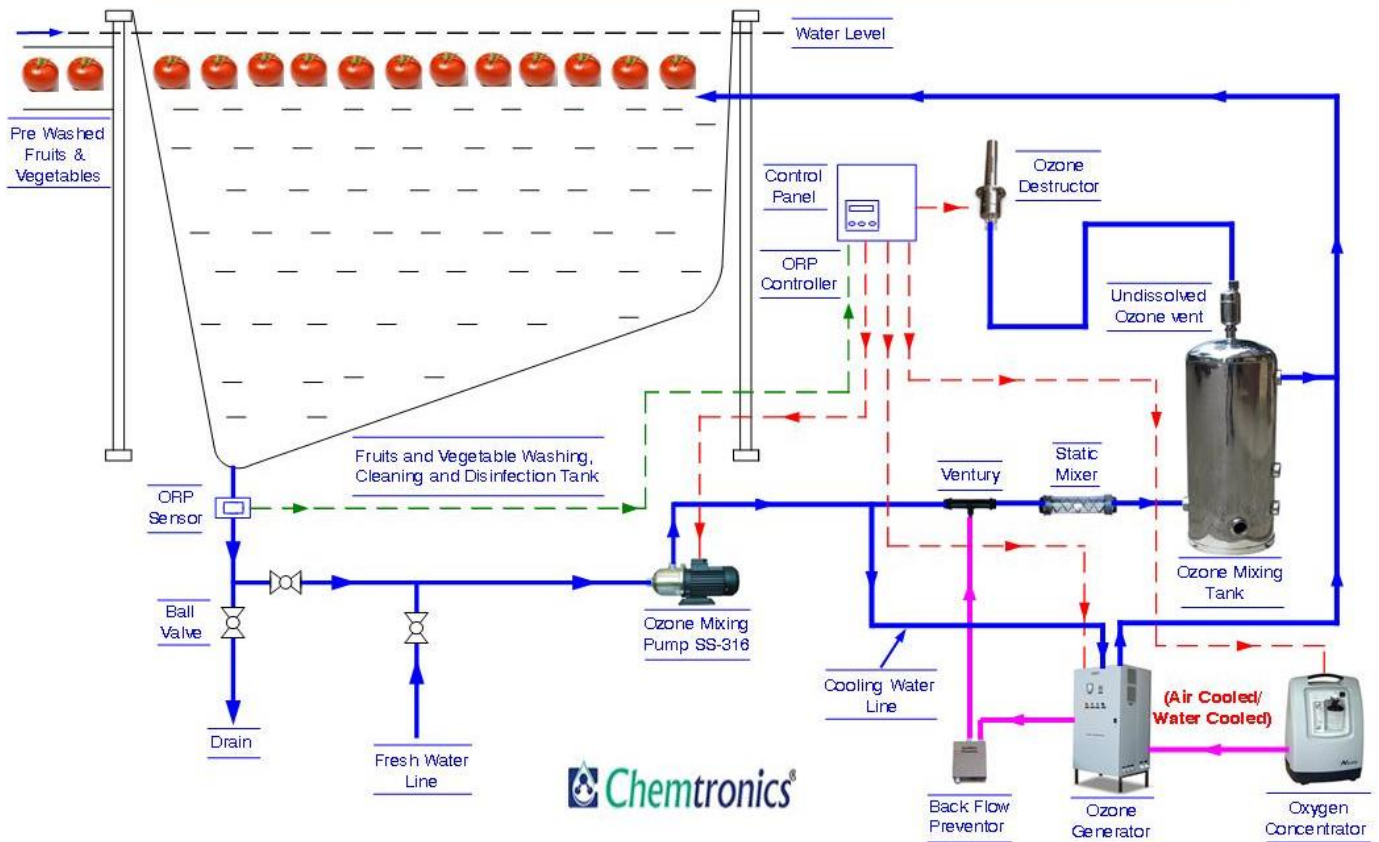 Water Level
Pre Washed
Fruits &
Vegetables
Control
Panel
Ozone
Destructor
ORP
Controller
Undissolved
Ozone vent
Fruits and Vegetable Washing,
Cleaning and Disinfection Tank
ORP
Sensor
Ventury
Static
Mixer
Ball
Valve
Ozone Mixing
Pump SS-316
Ozone Mixing
Tank
Cooling Water
Line
(Air Cooled/
Water Cooled)
Drain
Fresh Water
Line
Chemtronics®
Back Flow
Preventor
Ozone
Generator
Oxygen
Concentrator